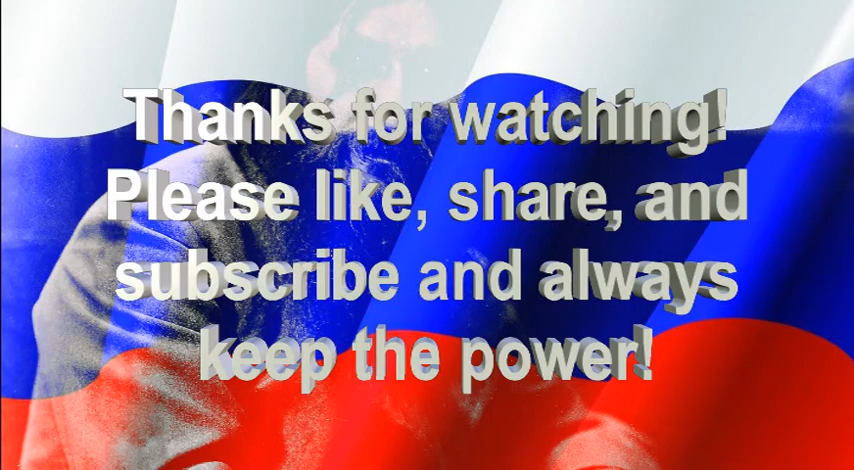 Thanks for watching!
Please like, share, and
subscribe and always
keep the power!